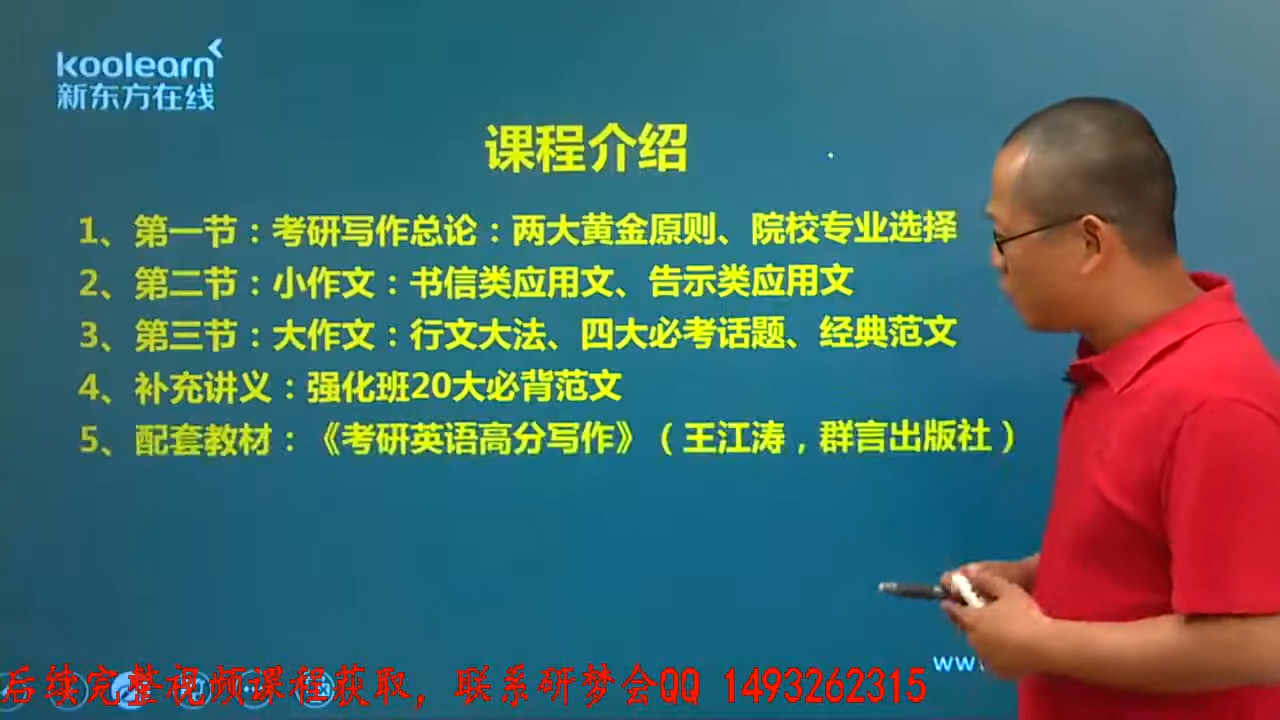 koolearn
新东方在线
课程介绍
1、第一节：考研写作总论：两大黄金原则、院校专业选择
2、第二节：小作文：书信类应用文、告示类应用文
3、第三节：大作文：行文大法、四大必考话题、经典范文
4、补充讲义：强化班20大必背范文
5、配套教材：《考研英语高分写作》（王江涛，群言出版社）
ww
后续完整视频课程获取，联系研梦会QQ 1493262315